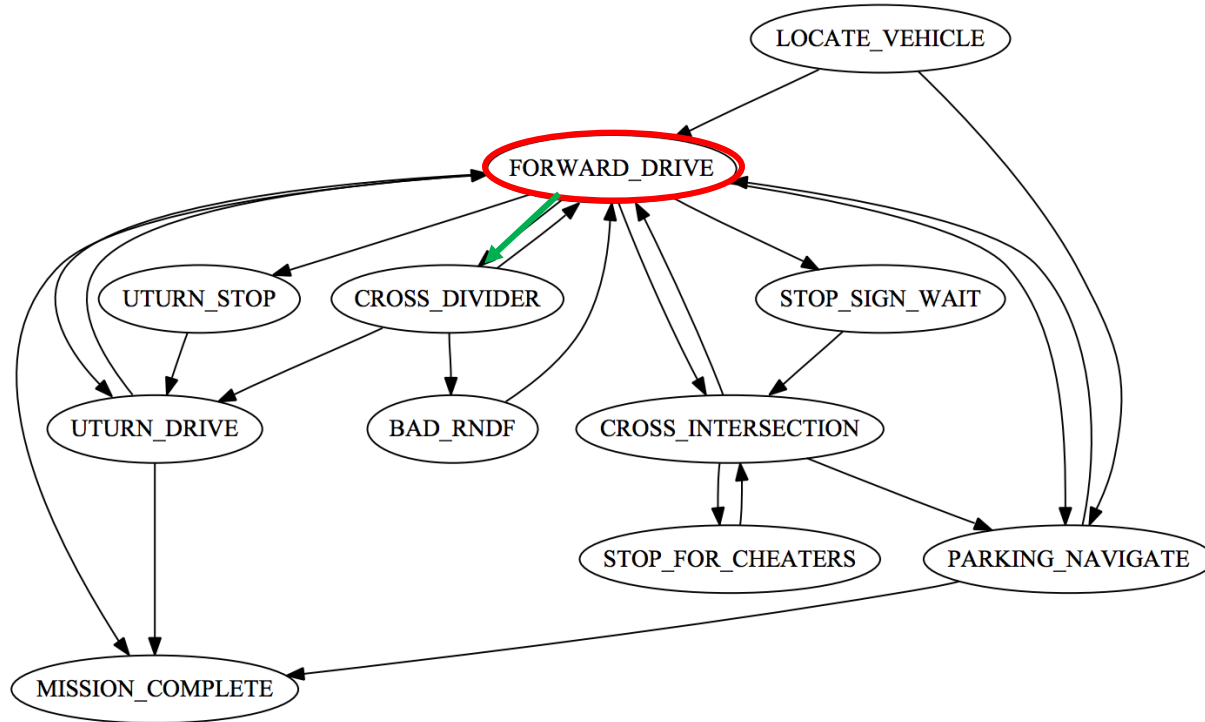 LOCATE_VEHICLE
FORWARD_DRIVE
UTURN_STOP
CROSS_DIVIDER
STOP_SIGN_WAIT
UTURN_DRIVE
BAD_RNDF
CROSS_INTERSECTION
STOP_FOR_CHEATERS
PARKING_NAVIGATE
MISSION_COMPLETE